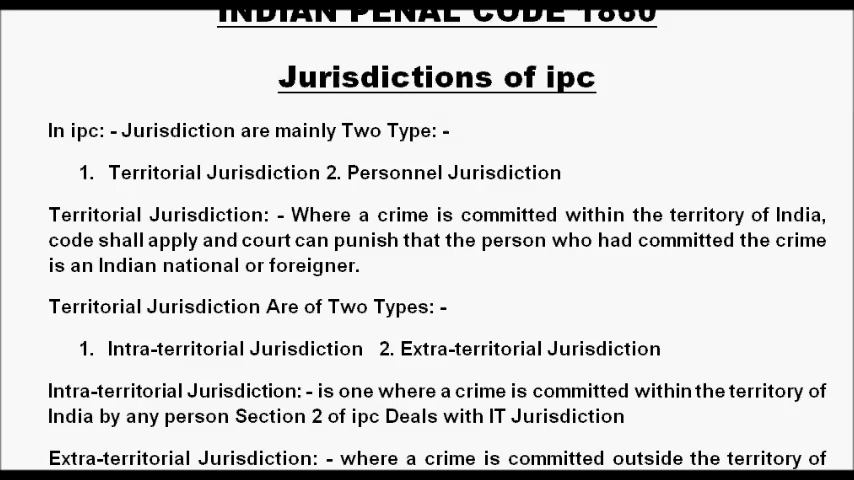 INDIAN PENAL CODE 1860
Jurisdictions of ipc
In ipc: - Jurisdiction are mainly Two Type: -
1. Territorial Jurisdiction 2. Personnel Jurisdiction
Territorial Jurisdiction: - Where a crime is committed within the territory of India,
code shall apply and court can punish that the person who had committed the crime
is an Indian national or foreigner.
Territorial Jurisdiction Are of Two Types: -
1. Intra-territorial Jurisdiction 2. Extra-territorial Jurisdiction
Intra-territorial Jurisdiction: - is one where a crime is committed within the territory of
India by any person Section 2 of ipc Deals with IT Jurisdiction
Extra-territorial Jurisdiction: - where a crime is committed outside the territory of